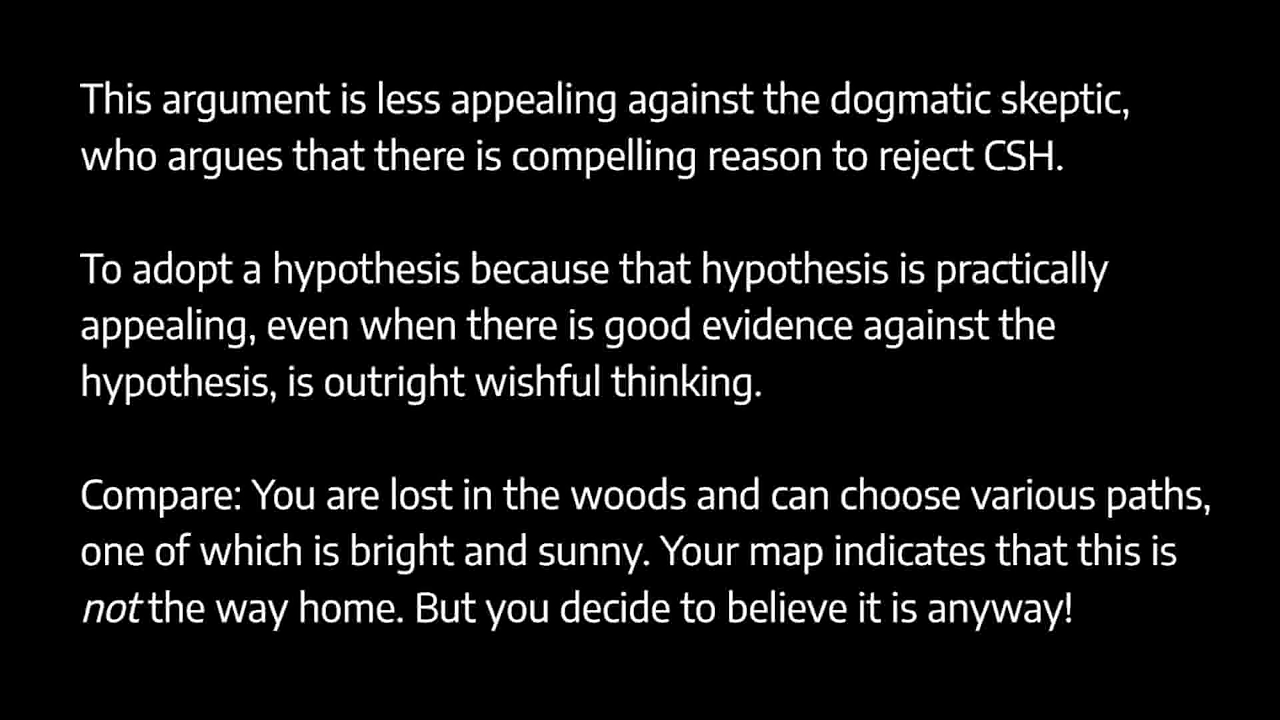 This argument is less appealing against the dogmatic skeptic,
who argues that there is compelling reason to reject CSH.
To adopt a hypothesis because that hypothesis is practically
appealing, even when there is good evidence against the
hypothesis, is outright wishful thinking.
Compare: You are lost in the woods and can choose various paths,
one of which is bright and sunny. Your map indicates that this is
not the way home. But you decide to believe it is anyway!